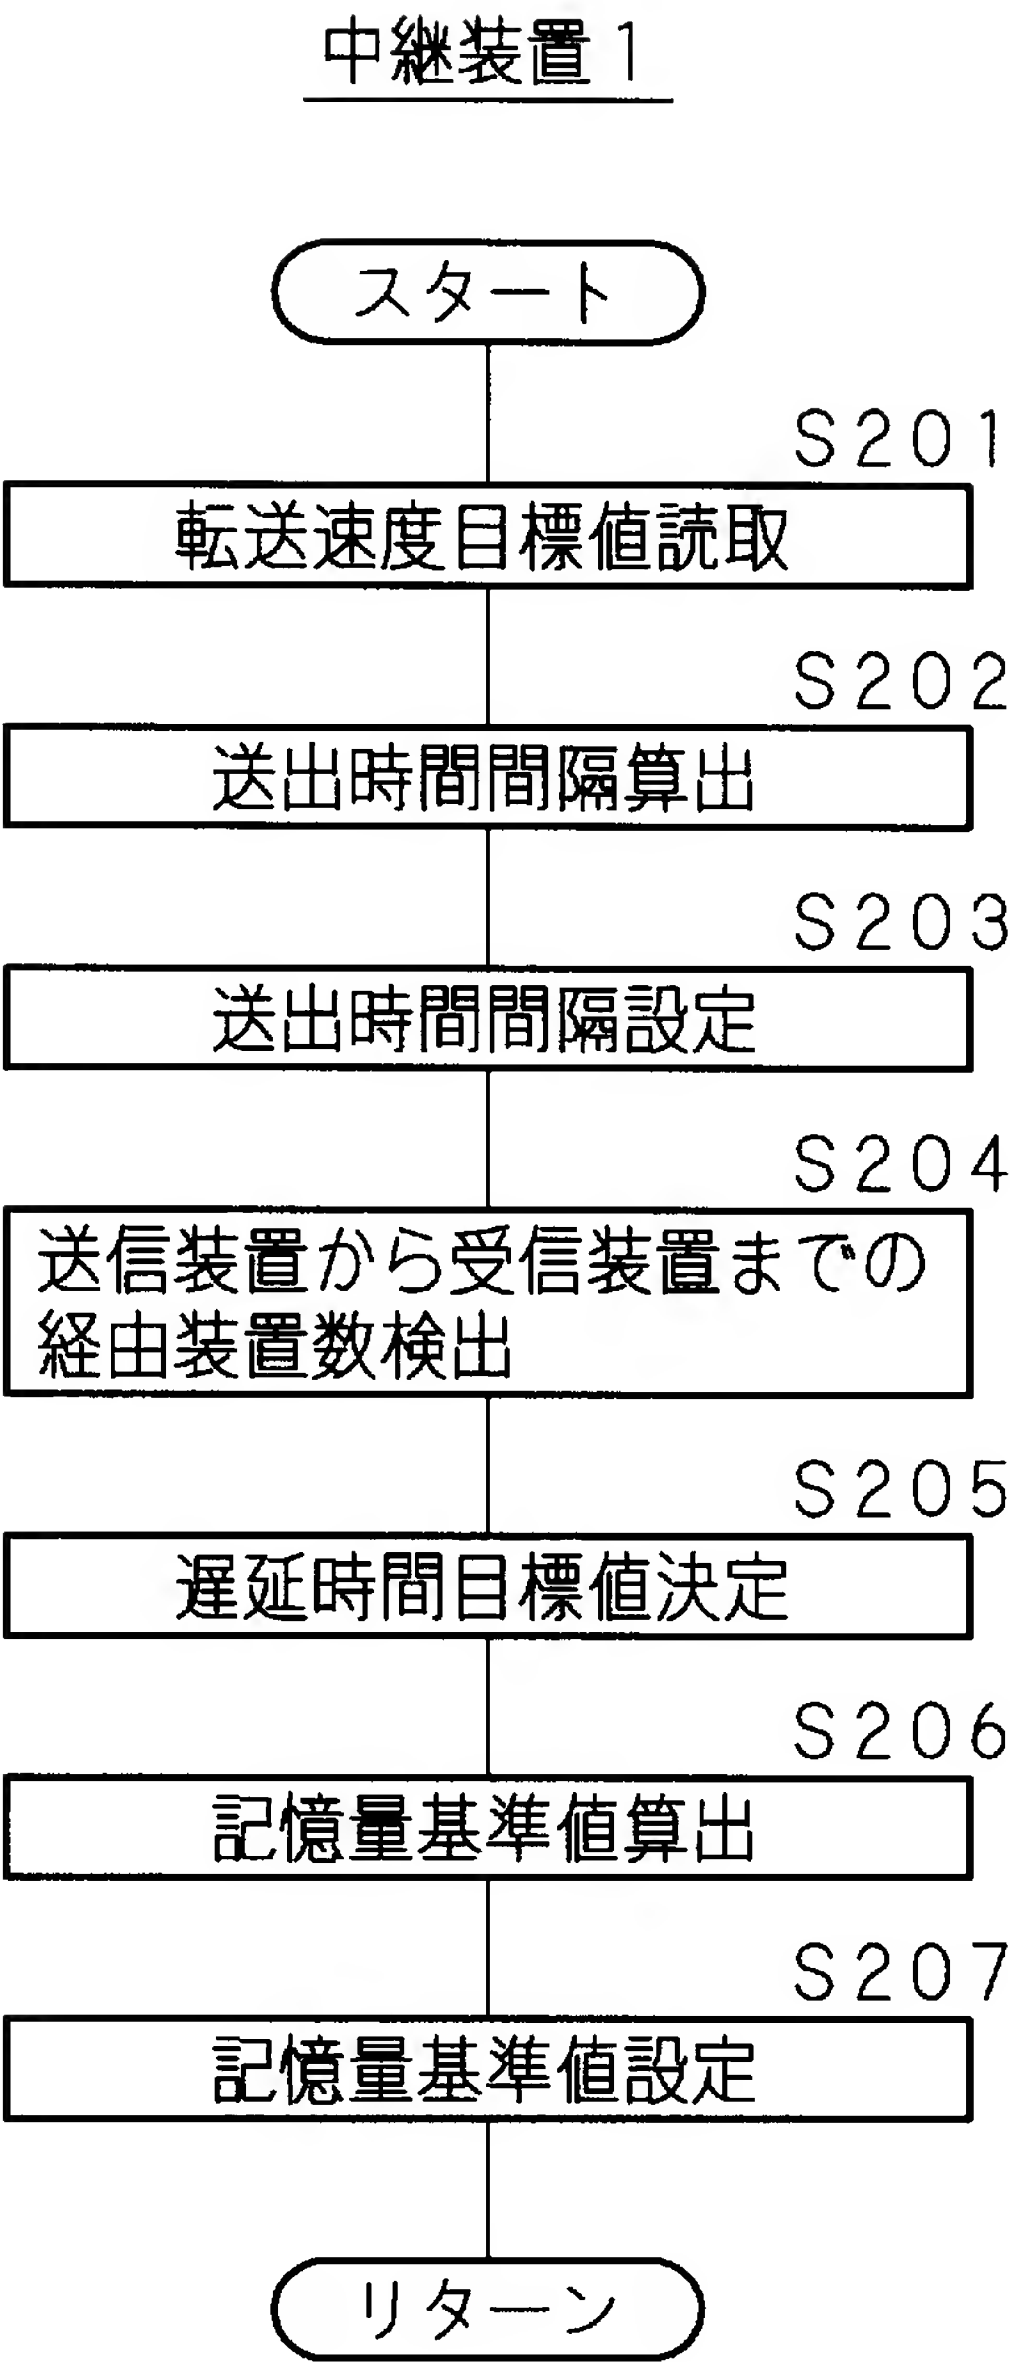 中継装置1
スタート
S201
転送速度目標値読取
S202
送出時間間隔算出
S203
送出時間間隔設定
S204
送信装置から受信装置までの
経由装置数検出
S205
遅延時間目標値決定
S206
記憶量基準値算出
S207
記憶量基準値設定
リターン